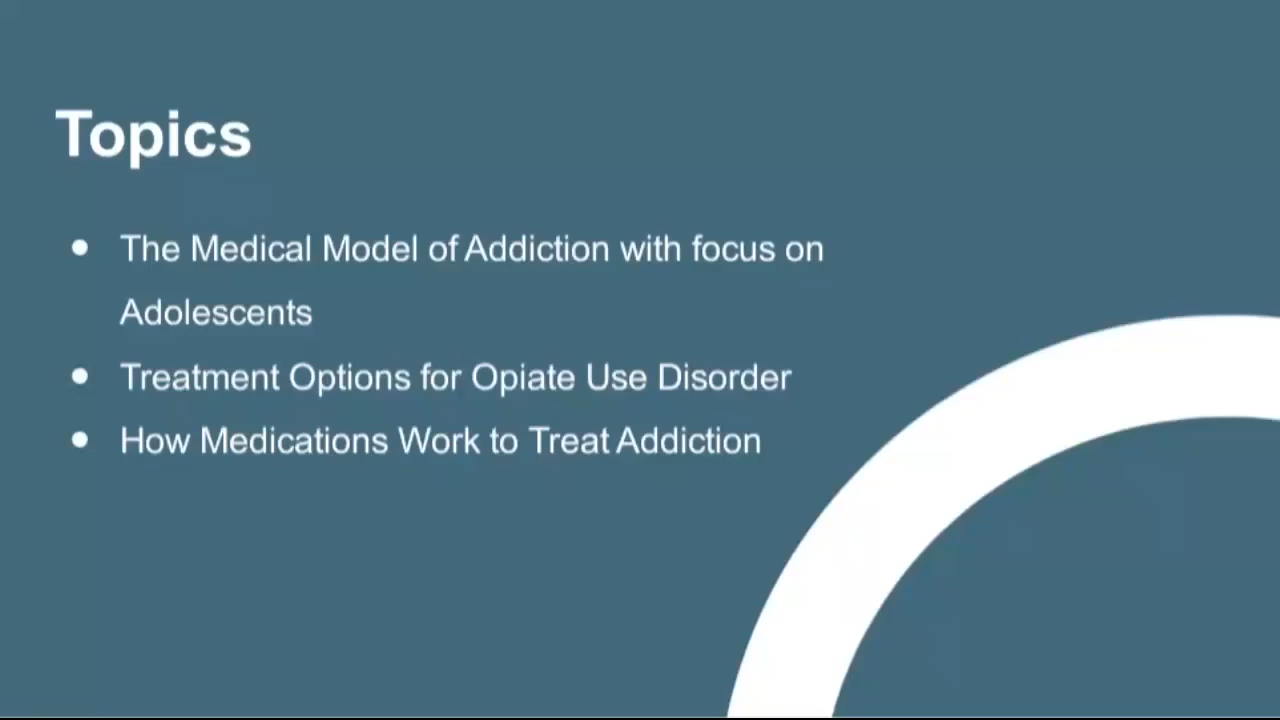 Topics
• The Medical Model of Addiction with focus on
Adolescents
• Treatment Options for Opiate Use Disorder
• How Medications Work to Treat Addiction